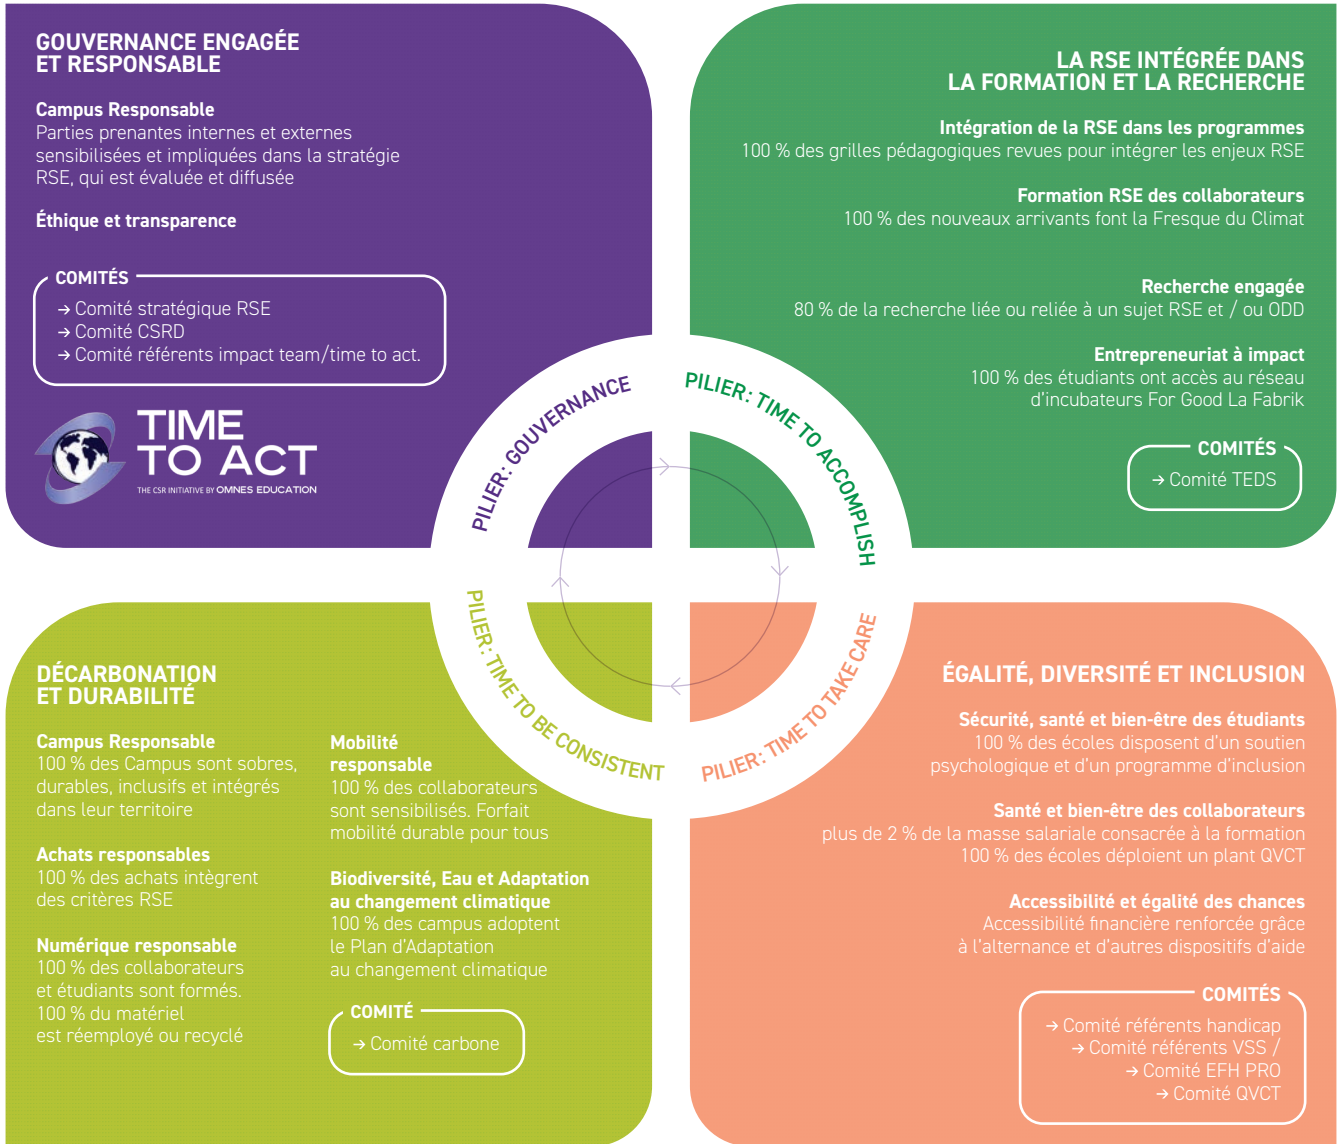 GOUVERNANCE ENGAGÉE
ET RESPONSABLE
Campus Responsable
Parties prenantes internes et externes
sensibilisées et impliquées dans la stratégie
RSE, qui est évaluée et diffusée
Éthique et transparence
COMITÉS
→ Comité stratégique RSE
→ Comité CSRD
→ Comité référents impact team/time to act.
TIME
TO ACT
THE CSR INITIATIVE BY OMNES EDUCATION
LA RSE INTÉGRÉE DANS
LA FORMATION ET LA RECHERCHE
Intégration de la RSE dans les programmes
100 % des grilles pédagogiques revues pour intégrer les enjeux RSE
Formation RSE des collaborateurs
100 % des nouveaux arrivants font la Fresque du Climat
Recherche engagée
80 % de la recherche liée ou reliée à un sujet RSE et / ou ODD
Entrepreneuriat à impact
100 % des étudiants ont accès au réseau
d'incubateurs For Good La Fabrik
COMITÉS
→ Comité TEDS
PILIER: GOUVERNANCE
PILIER: TIME TO ACCOMPLISH
PILIER: TIME TO BE CONSISTENT
PILIER: TIME TO TAKE CARE
DÉCARBONATION
ET DURABILITÉ
Campus Responsable
100 % des Campus sont sobres,
durables, inclusifs et intégrés
dans leur territoire
Achats responsables
100 % des achats intègrent
des critères RSE
Numérique responsable
100 % des collaborateurs
et étudiants sont formés.
100 % du matériel
est réemployé ou recyclé
Mobilité
responsable
100 % des collaborateurs
sont sensibilisés. Forfait
mobilité durable pour tous
Biodiversité, Eau et Adaptation
au changement climatique
100 % des campus adoptent
le Plan d'Adaptation
au changement climatique
COMITÉ
→ Comité carbone
ÉGALITÉ, DIVERSITÉ ET INCLUSION
Sécurité, santé et bien-être des étudiants
100 % des écoles disposent d'un soutien
psychologique et d'un programme d'inclusion
Santé et bien-être des collaborateurs
plus de 2 % de la masse salariale consacrée à la formation
100 % des écoles déploient un plant QVCT
Accessibilité et égalité des chances
Accessibilité financière renforcée grâce
à l'alternance et d'autres dispositifs d'aide
COMITÉS
→ Comité référents handicap
→ Comité référents VSS /
→ Comité EFH PRO
→ Comité QVCT